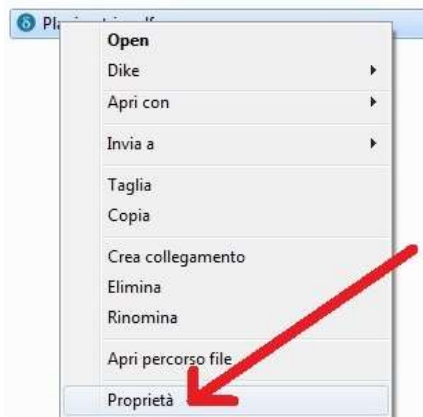 Open
Dike
Apri con
Invia a
Taglia
Copia
Crea collegamento
Elimina
Rinomina
Apri percorso file
Proprietà